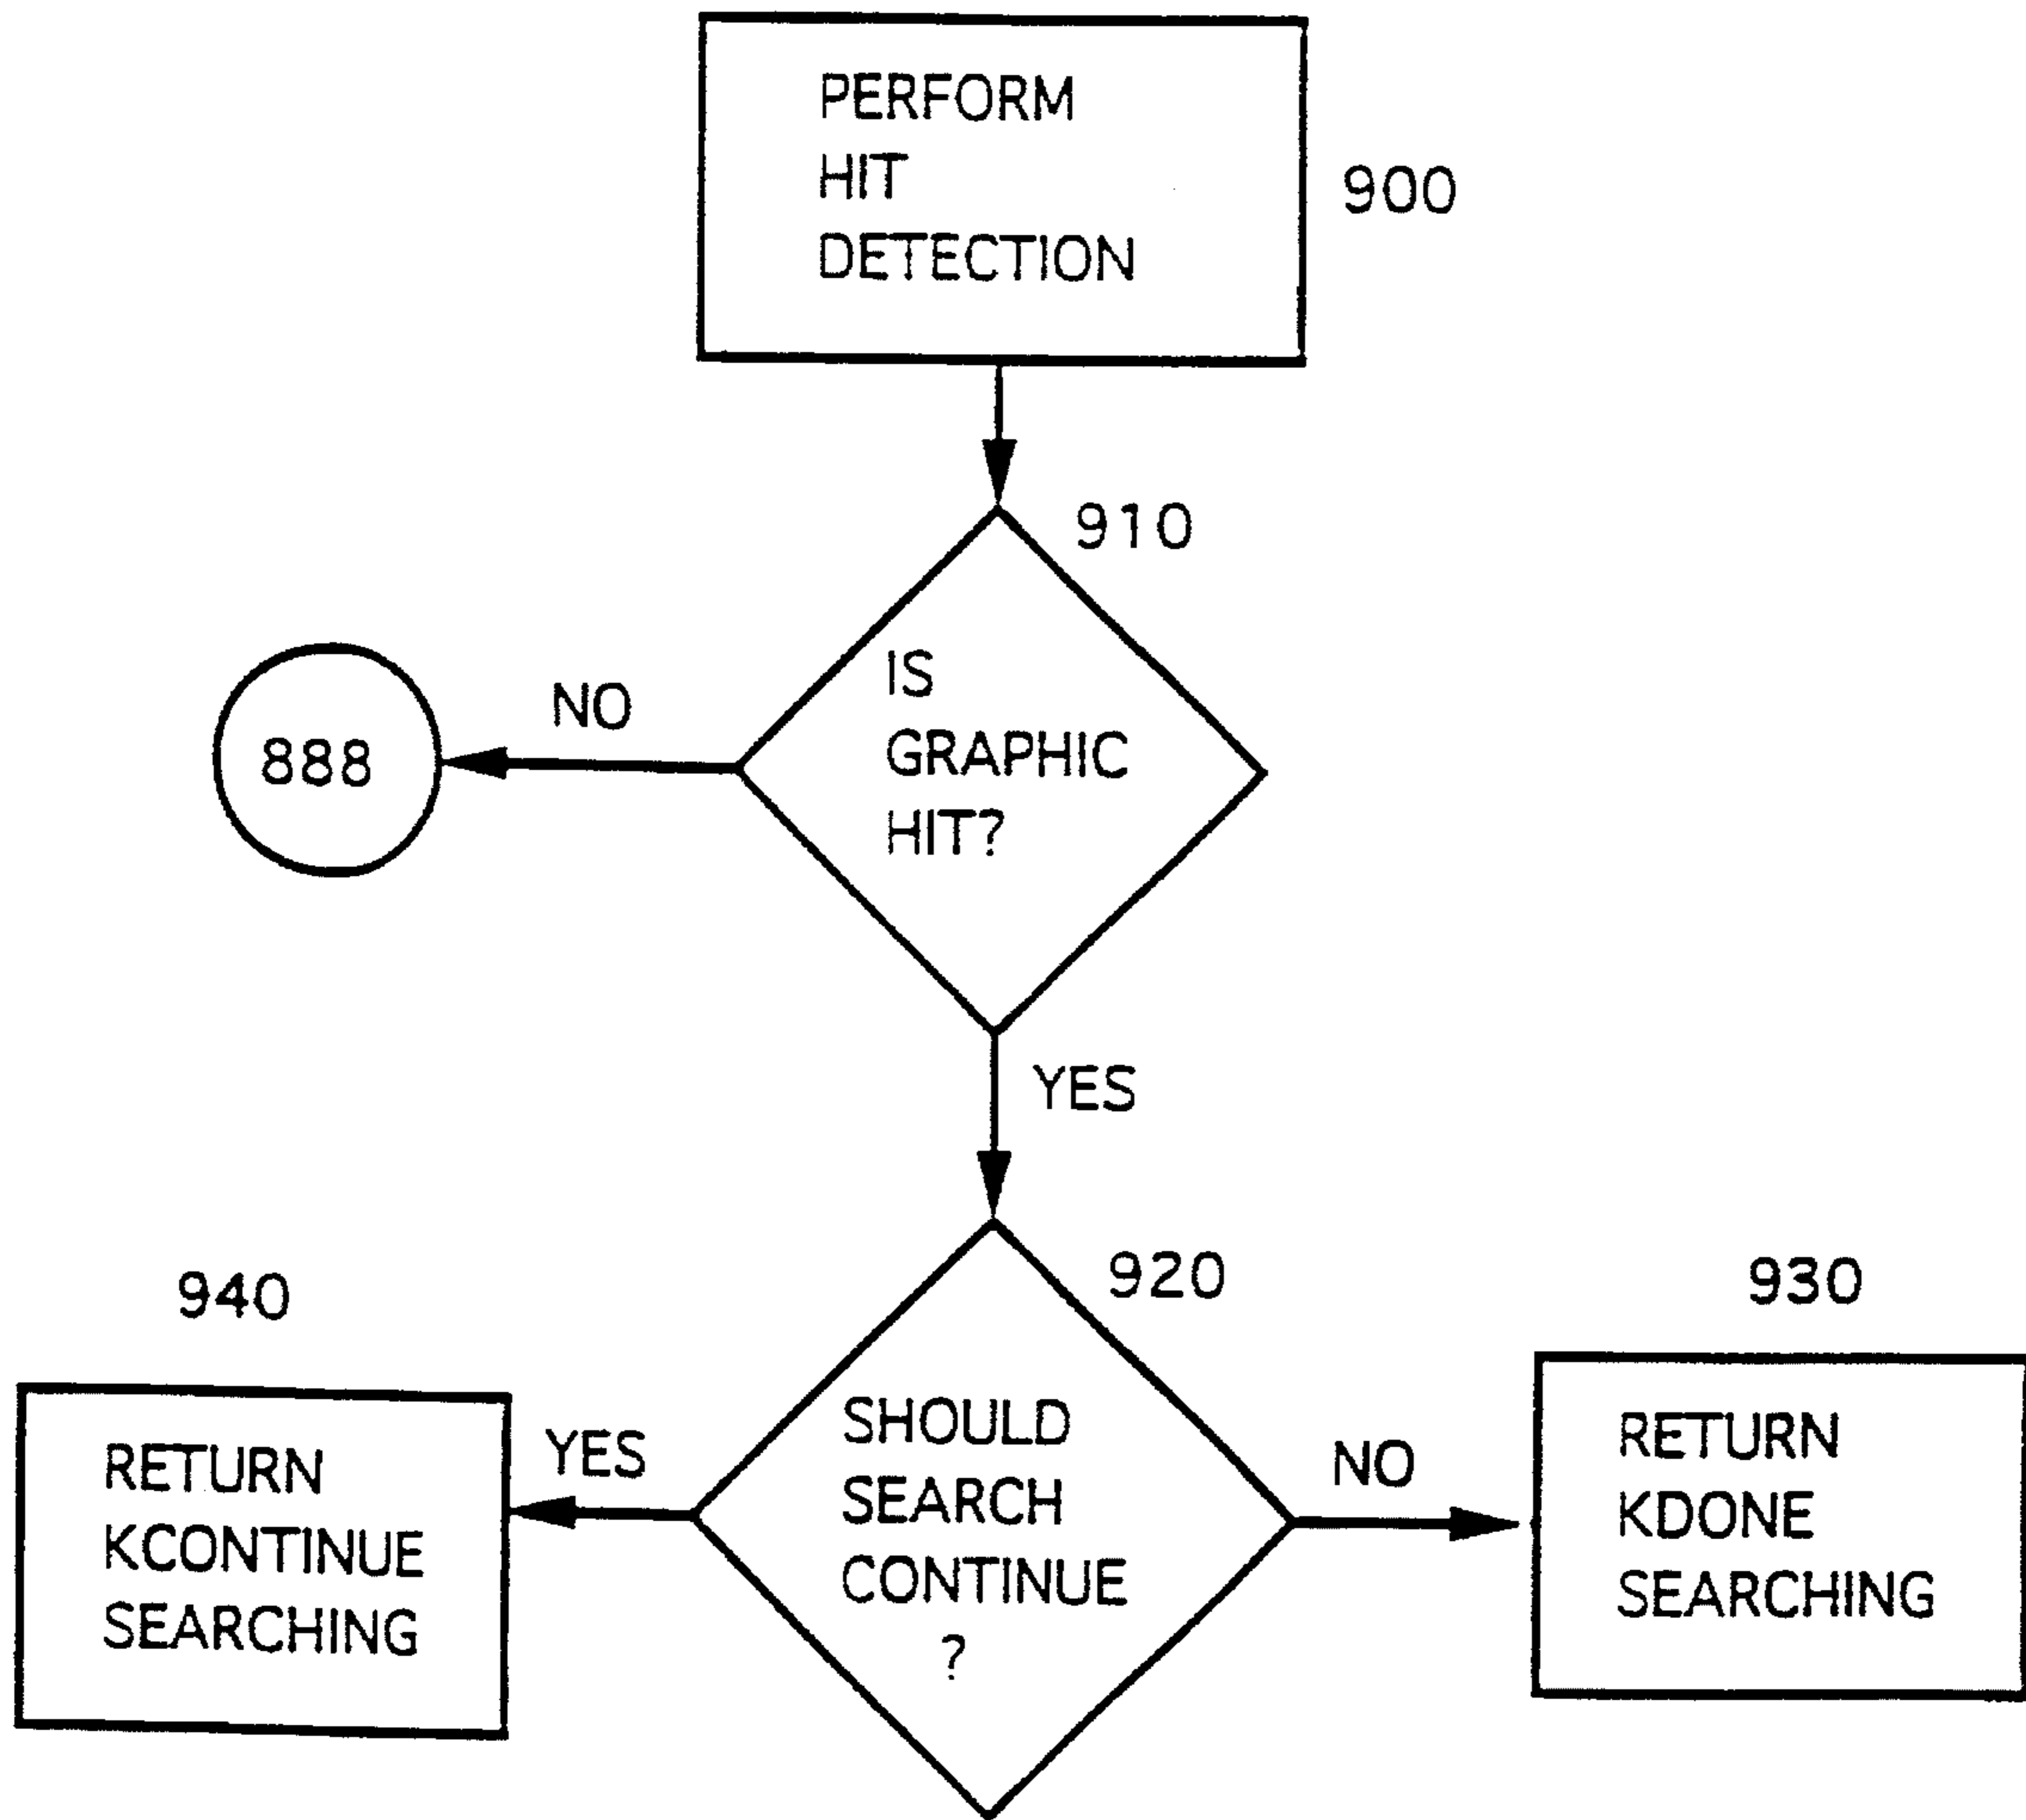 PERFORM
HIT
DETECTION
900
910
IS
GRAPHIC
HIT?
NO
888
YES
920
940
930
SHOULD
SEARCH
CONTINUE
?
YES
RETURN
KCONTINUE
SEARCHING
NO
RETURN
KDONE
SEARCHING